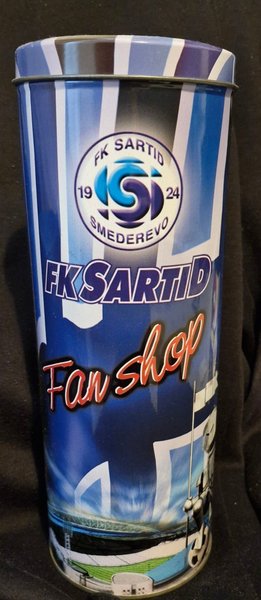 FK SARTID
19 24
SMEDEREVO
FK SARTID
Fan shop